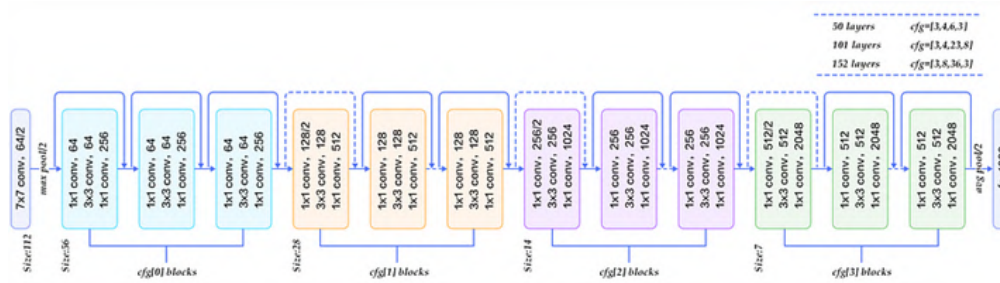 50 layers cfg=[3,4,6,3]
101 layers cfg=[3,4,23,8]
152 layers cfg=[3,8,36,3]
7x7 conv, 64/2
max pool/2
1x1 conv, 64
3x3 conv, 64
1x1 conv, 256
1x1 conv, 64
3x3 conv, 64
1x1 conv, 256
1x1 conv, 64
3x3 conv, 64
1x1 conv, 256
1x1 conv, 128/2
3x3 conv, 128
1x1 conv, 512
1x1 conv, 128
3x3 conv, 128
1x1 conv, 512
1x1 conv, 128
3x3 conv, 128
1x1 conv, 512
1x1 conv, 256/2
3x3 conv, 256
1x1 conv, 1024
1x1 conv, 256
3x3 conv, 256
1x1 conv, 1024
1x1 conv, 256
3x3 conv, 256
1x1 conv, 1024
1x1 conv, 512/2
3x3 conv, 512
1x1 conv, 2048
1x1 conv, 512
3x3 conv, 512
1x1 conv, 2048
1x1 conv, 512
3x3 conv, 512
1x1 conv, 2048
avg pool/2
Size:112
Size:56
cfg[0] blocks
Size:28
cfg[1] blocks
Size:14
cfg[2] blocks
Size:7
cfg[3] blocks